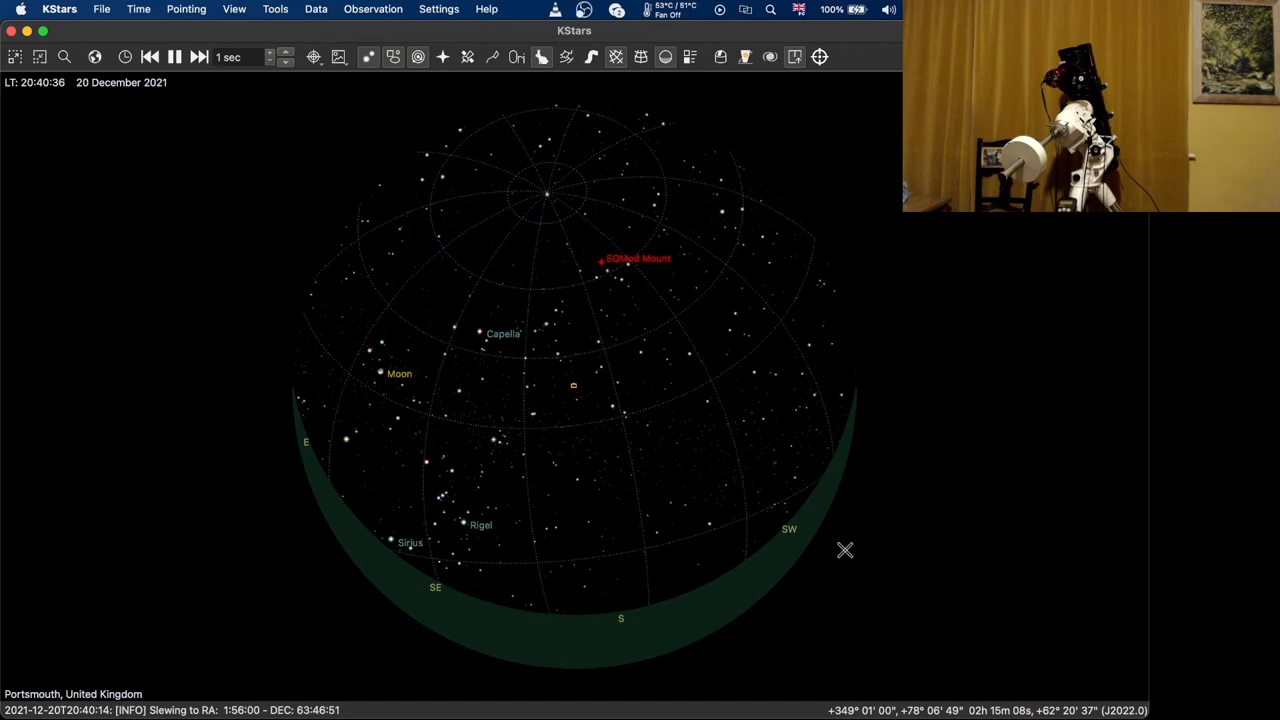 KStars File Time Pointing View Tools Data Observation Settings Help 53°C / 51°C 100%
Fan Off
KStars
1 sec
LT: 20:40:36 20 December 2021
EQMod Mount
Capella
Moon
E
Rigel
SW
Sirius
SE
S
Portsmouth, United Kingdom
2021-12-20T20:40:14: [INFO] Slewing to RA: 1:56:00 - DEC: 63:46:51 +349° 01' 00" +78° 06' 49" 02h 15m 08s, +62° 20' 37" (J2022.0)